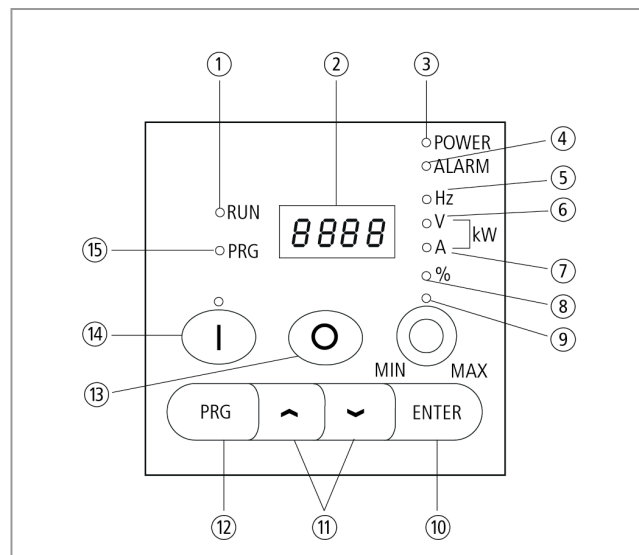 ① ② ③
POWER
④
ALARM
⑤
Hz
⑥
RUN
8888
V
kW
⑮
PRG
A
⑦
%
⑧
⑨
⑭
I
O
⑬
MIN MAX
PRG ENTER
⑫ ⑪ ⑩